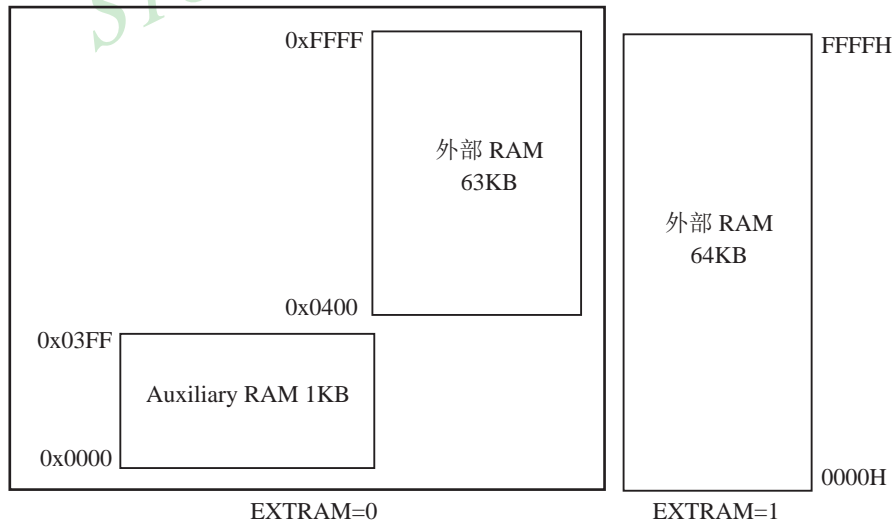 0xFFFF
外部 RAM
63KB
0x0400
0x03FF
Auxiliary RAM 1KB
0x0000
EXTRAM=0
FFFFH
外部 RAM
64KB
0000H
EXTRAM=1